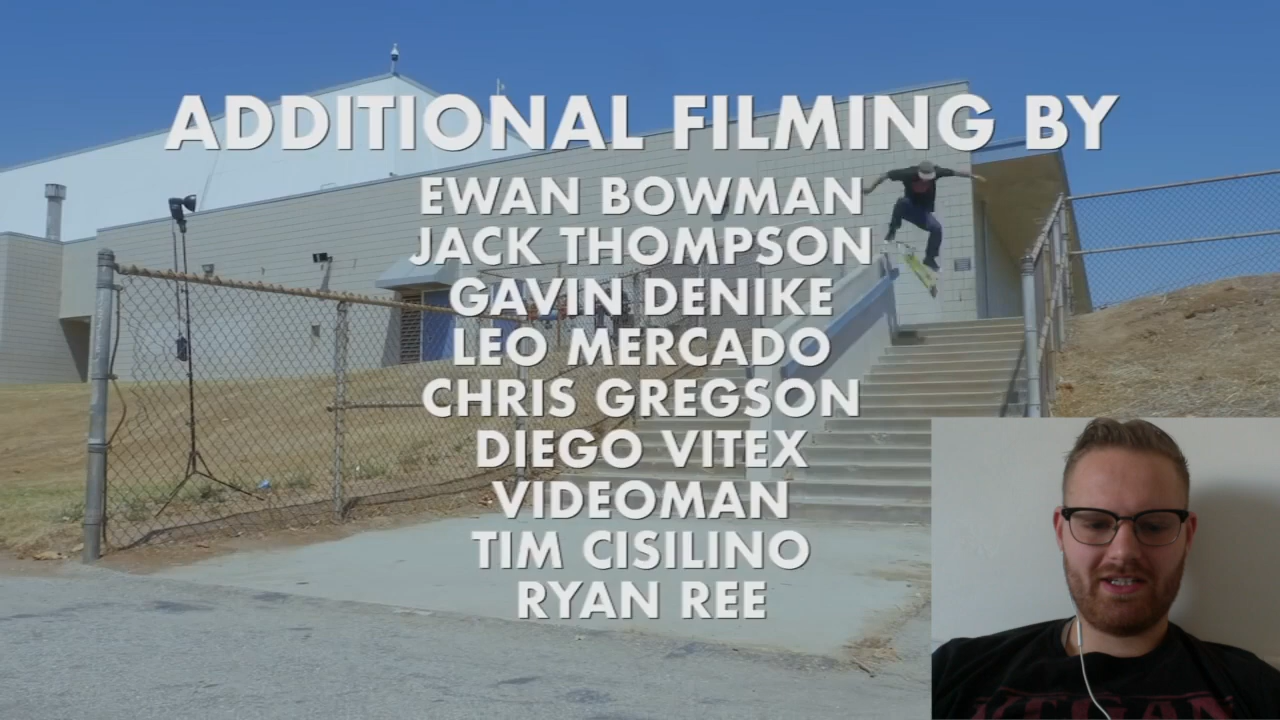 ADDITIONAL FILMING BY
EWAN BOWMAN
JACK THOMPSON
GAVIN DENIKE
LEO MERCADO
CHRIS GREGSON
DIEGO VITEX
VIDEOMAN
TIM CISILINO
RYAN REE